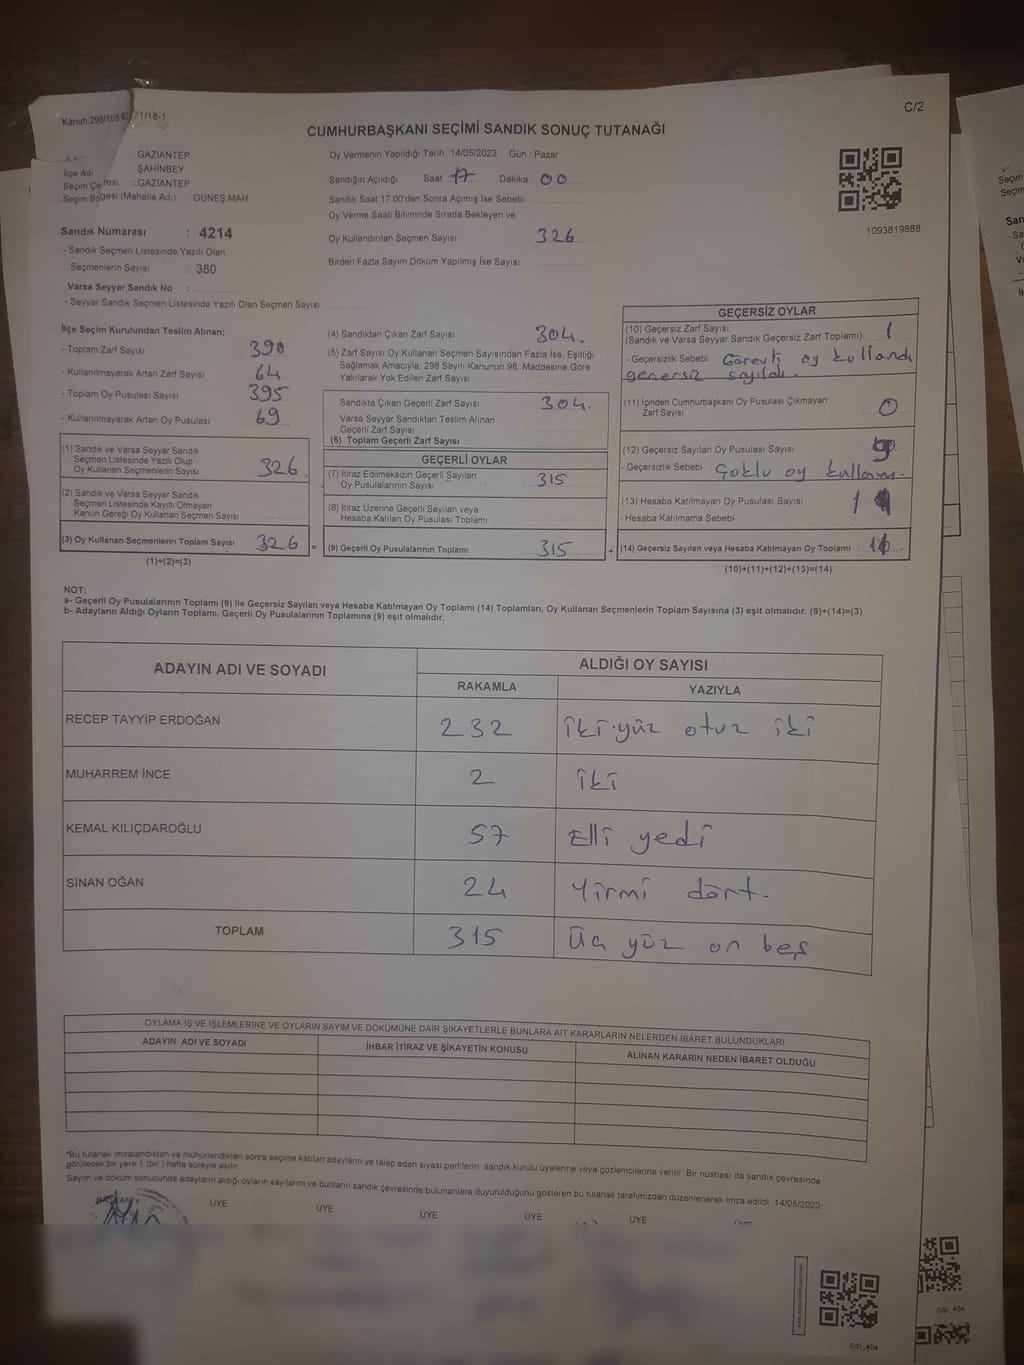 C/2
Kanun:298/105,
71/18-1
CUMHURBAŞKANI SEÇİMİ SANDIK SONUÇ TUTANAĞI
GAZİANTEP
İlçe Adı ŞAHİNBEY
Seçim Çevresi : GAZİANTEP
Seçim Bölgesi (Mahalle Adı) : GÜNEŞ MAH
Sandık Numarası : 4214
- Sandık Seçmen Listesinde Yazılı Olan
Seçmenlerin Sayısı : 380
Varsa Seyyar Sandık No :
- Seyyar Sandık Seçmen Listesinde Yazılı Olan Seçmen Sayısı
Oy Vermenin Yapıldığı Tarih :14/05/2023 Gün : Pazar
Sandığın Açıldığı Saat 17 Dakika 00
Sandık Saat 17.00'den Sonra Açımış İse Sebebi :
Oy Verme Saati Bitiminde Sırada Bekleyen ve
Oy Kullandırılan Seçmen Sayısı : 326
Birden Fazla Sayım Döküm Yapılmış İse Sayısı :
1093819888
İlçe Seçim Kurulundan Teslim Alınan;
- Toplam Zarf Sayısı : 390
- Kullanılmayarak Artan Zarf Sayısı : 64
- Toplam Oy Pusulası Sayısı : 395
- Kullanılmayarak Artan Oy Pusulası : 69
(1) Sandık ve Varsa Seyyar Sandık
Seçmen Listesinde Yazılı Olup
Oy Kullanan Seçmenlerin Sayısı : 326
(2) Sandık ve Varsa Seyyar Sandık
Seçmen Listesinde Kayıtlı Olmayan
Kanun Gereği Oy Kullanan Seçmen Sayısı :
(3) Oy Kullanan Seçmenlerin Toplam Sayısı : 326 =
(1)+(2)=(3)
(4) Sandıktan Çıkan Zarf Sayısı : 304.
(5) Zarf Sayısı Oy Kullanan Seçmen Sayısından Fazla İse, Eşitliği
Sağlamak Amacıyla, 298 Sayılı Kanunun 98. Maddesine Göre
Yakılarak Yok Edilen Zarf Sayısı :
Sandıkta Çıkan Geçerli Zarf Sayısı : 304.
Varsa Seyyar Sandıktan Teslim Alınan
Geçerli Zarf Sayısı :
(6) Toplam Geçerli Zarf Sayısı :
GEÇERLİ OYLAR
(7) İtiraz Edilmeksizin Geçerli Sayılan
Oy Pusulalarının Sayısı : 315
(8) İtiraz Üzerine Geçerli Sayılan veya
Hesaba Katılan Oy Pusulası Toplamı :
(9) Geçerli Oy Pusulalarının Toplamı : 315 +
GEÇERSİZ OYLAR
(10) Geçersiz Zarf Sayısı : 1
(Sandık ve Varsa Seyyar Sandık Geçersiz Zarf Toplamı)
- Geçersizlik Sebebi : Görevli oy kullandı
geçersiz sayıldı.
(11) İçinden Cumhurbaşkanı Oy Pusulası Çıkmayan
Zarf Sayısı : 0
(12) Geçersiz Sayılan Oy Pusulası Sayısı :
- Geçersizlik Sebebi : Çoklu oy kullanı.
(13) Hesaba Katılmayan Oy Pusulası Sayısı : 1
- Hesaba Katılmama Sebebi :
(14) Geçersiz Sayılan veya Hesaba Katılmayan Oy Toplamı :
(10)+(11)+(12)+(13)=(14)
NOT:
a- Geçerli Oy Pusulalarının Toplamı (9) ile Geçersiz Sayılan veya Hesaba Katılmayan Oy Toplamı (14) Toplamları, Oy Kullanan Seçmenlerin Toplam Sayısına (3) eşit olmalıdır. (9)+(14)=(3)
b- Adayların Aldığı Oyların Toplamı, Geçerli Oy Pusulalarının Toplamına (9) eşit olmalıdır.
ADAYIN ADI VE SOYADI ALDIĞI OY SAYISI
RAKAMLA YAZIYLA
RECEP TAYYİP ERDOĞAN 232 iki yüz otuz iki
MUHARREM İNCE 2 iki
KEMAL KILIÇDAROĞLU 57 Elli yedi
SİNAN OĞAN 24 Yirmi dört.
TOPLAM 315 Üç yüz on beş
OYLAMA İŞ VE İŞLEMLERİNE VE OYLARIN SAYIM VE DÖKÜMÜNE DAİR ŞİKAYETLERLE BUNLARA AİT KARARLARIN NELERDEN İBARET BULUNDUKLARI
ADAYIN ADI VE SOYADI İHBAR İTİRAZ VE ŞİKAYETİN KONUSU ALINAN KARARIN NEDEN İBARET OLDUĞU
*Bu tutanak imzalandıktan ve mühürlendikten sonra seçime katılan adayların ve talep eden siyasi partilerin sandık kurulu üyelerine veya gözlemcilerine verilir. Bir nüshası da sandık çevresinde
görülecek bir yere 1 (bir ) hafta süreyle asılır.
Sayım ve döküm sonucunda adayların aldığı oyların sayılarını ve bunların sandık çevresinde bulunanlara duyurulduğunu gösteren bu tutanak tarafımızdan düzenlenerek imza edildi 14/05/2023
BAŞKAN ÜYE ÜYE ÜYE ÜYE ÜYE
SSI_404
SSI_404
Seçim
Seçim
San
- Sa